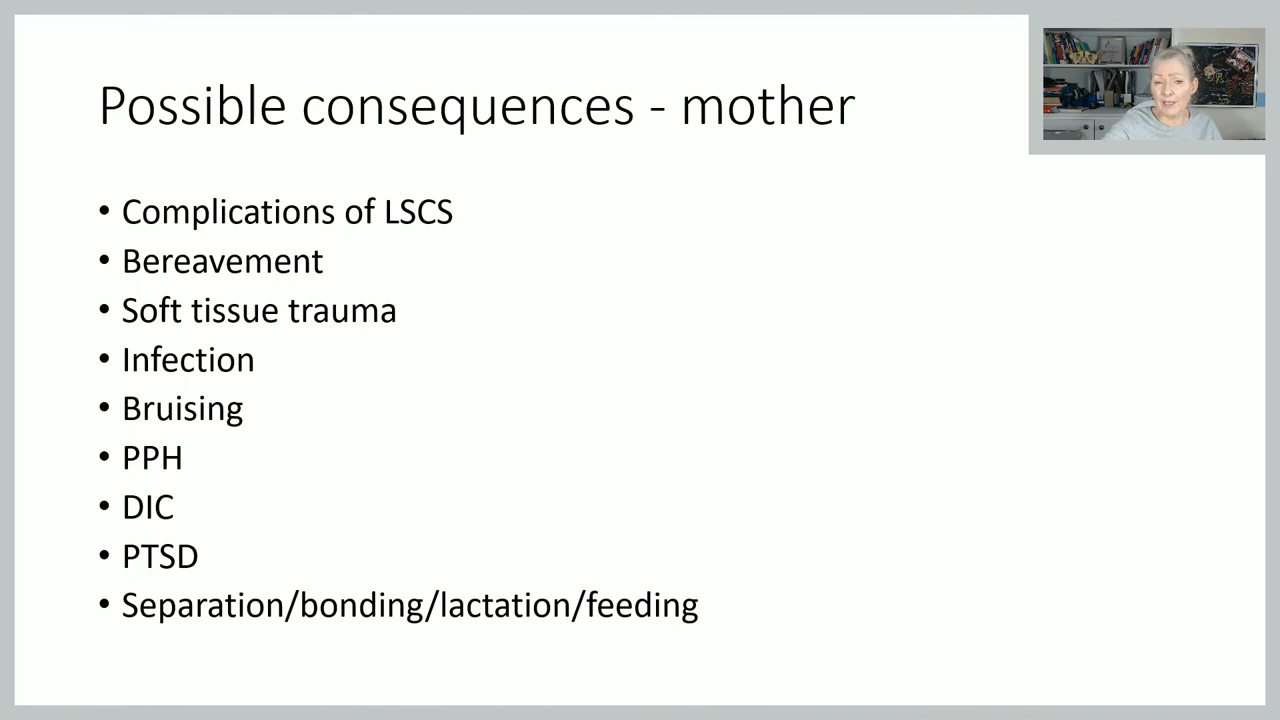 Possible consequences - mother
• Complications of LSCS
• Bereavement
• Soft tissue trauma
• Infection
• Bruising
• PPH
• DIC
• PTSD
• Separation/bonding/lactation/feeding